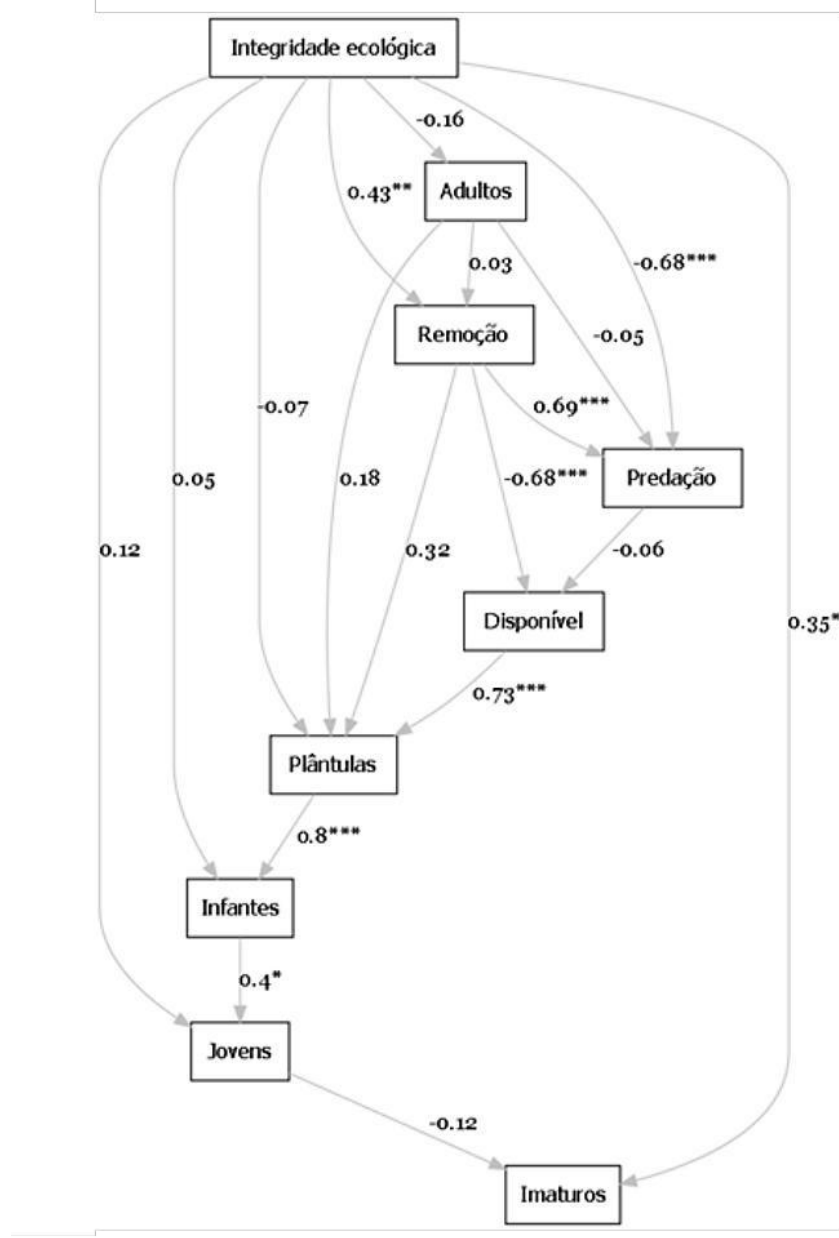 Integridade ecológica
-0.16
Adultos
0.43**
0.03
-0.68***
Remoção
-0.05
-0.07
0.69***
0.05
0.18
-0.68***
Predação
0.12
0.32
-0.06
Disponível
0.35*
0.73***
Plântulas
0.8***
Infantes
0.4*
Jovens
-0.12
Imaturos